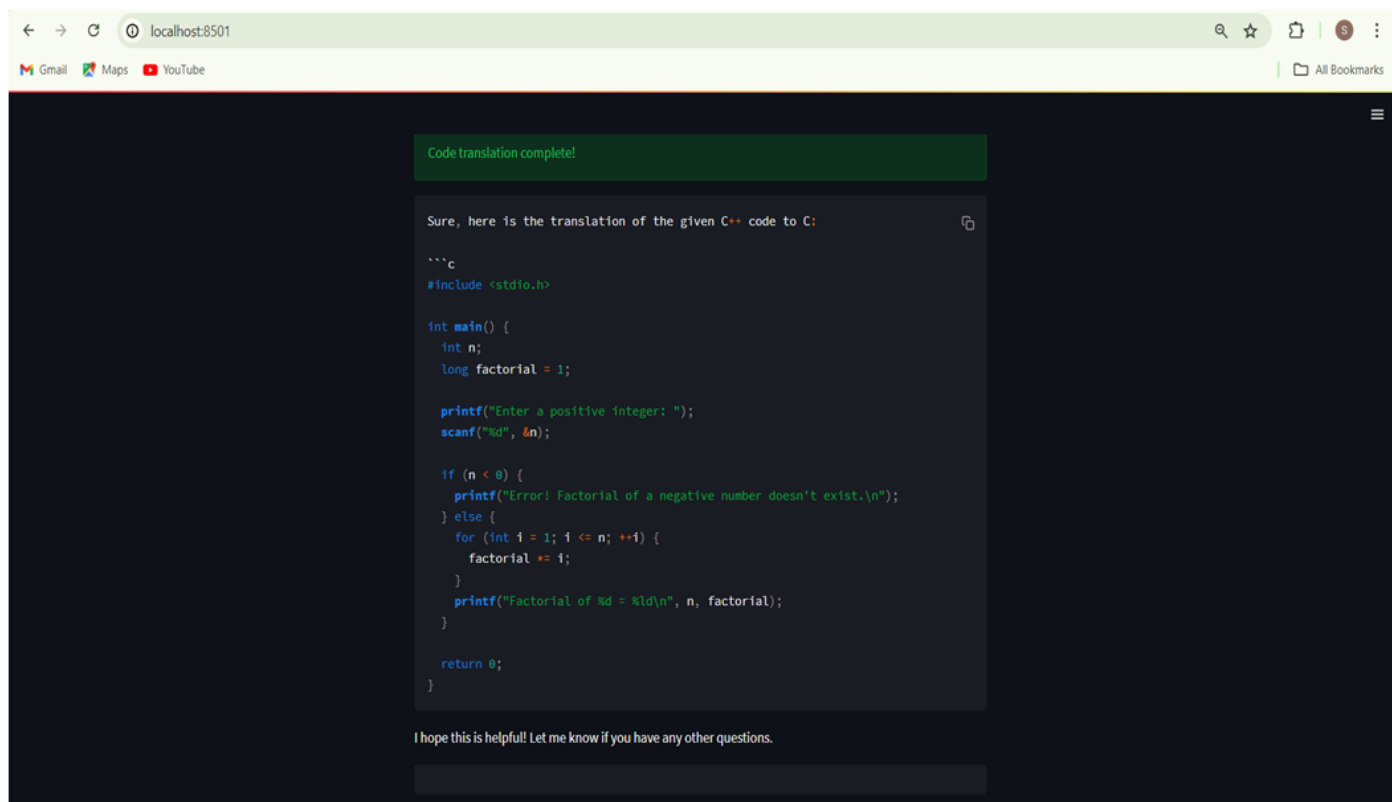 localhost:8501
S
Gmail Maps YouTube
All Bookmarks
Code translation complete!
Sure, here is the translation of the given C++ code to C:
```c
#include <stdio.h>
int main() {
int n;
long factorial = 1;
printf("Enter a positive integer: ");
scanf("%d", &n);
if (n < 0) {
printf("Error! Factorial of a negative number doesn't exist.\n");
} else {
for (int i = 1; i <= n; ++i) {
factorial *= i;
}
printf("Factorial of %d = %ld\n", n, factorial);
}
return 0;
}
I hope this is helpful! Let me know if you have any other questions.